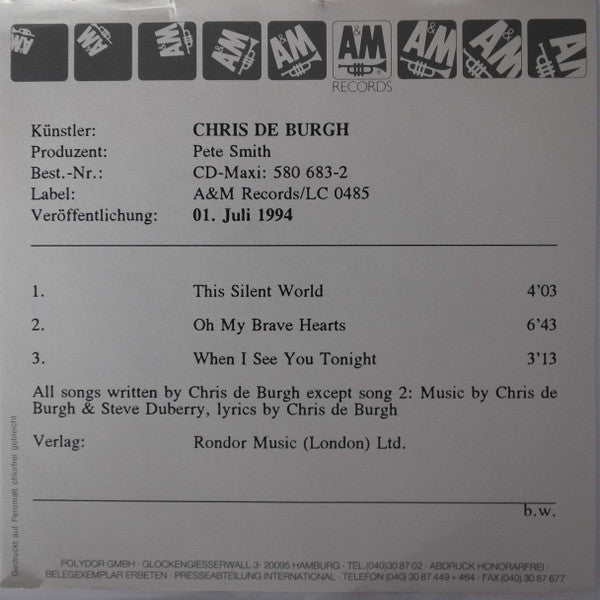 A&M A&M A&M A&M A&M A&M A&M A&M A&M
RECORDS
Künstler: CHRIS DE BURGH
Produzent: Pete Smith
Best.-Nr.: CD-Maxi: 580 683-2
Label: A&M Records/LC 0485
Veröffentlichung: 01. Juli 1994
1. This Silent World 4'03
2. Oh My Brave Hearts 6'43
3. When I See You Tonight 3'13
All songs written by Chris de Burgh except song 2: Music by Chris de
Burgh & Steve Duberry, lyrics by Chris de Burgh
Verlag: Rondor Music (London) Ltd.
b.w.
POLYDOR GMBH · GLOCKENGIESSERWALL 3 · 20095 HAMBURG · TEL.(040)30 87 02 · ABDRUCK HONORARFREI ·
BELEGEXEMPLAR ERBETEN · PRESSEABTEILUNG INTERNATIONAL · TELEFON (040) 30 87 449 + 464 · FAX (040) 30 87 677
Gedruckt auf Peromatt chlorfrei gebleicht